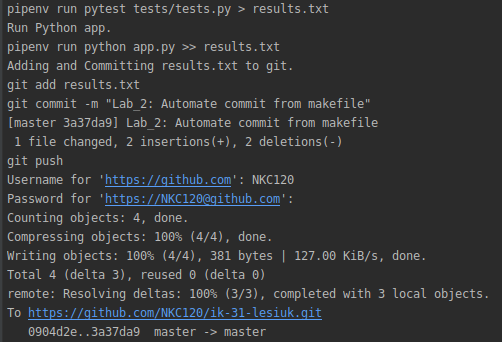 pipenv run pytest tests/tests.py > results.txt
Run Python app.
pipenv run python app.py >> results.txt
Adding and Committing results.txt to git.
git add results.txt
git commit -m "Lab_2: Automate commit from makefile"
[master 3a37da9] Lab_2: Automate commit from makefile
 1 file changed, 2 insertions(+), 2 deletions(-)
git push
Username for 'https://github.com': NKC120
Password for 'https://NKC120@github.com':
Counting objects: 4, done.
Compressing objects: 100% (4/4), done.
Writing objects: 100% (4/4), 381 bytes | 127.00 KiB/s, done.
Total 4 (delta 3), reused 0 (delta 0)
remote: Resolving deltas: 100% (3/3), completed with 3 local objects.
To https://github.com/NKC120/ik-31-lesiuk.git
   0904d2e..3a37da9  master -> master